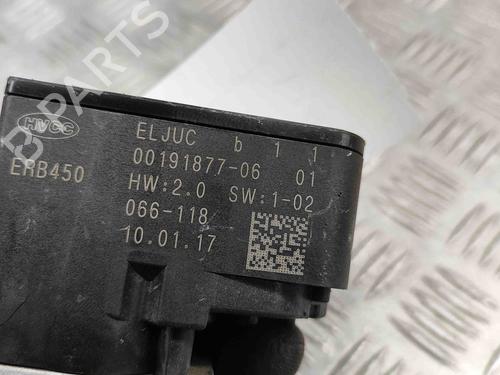 B PARTS
HVCC
ERB450
ELJUC b 1 1
00191877-06 01
HW:2.0 SW:1-02
066-118
10.01.17